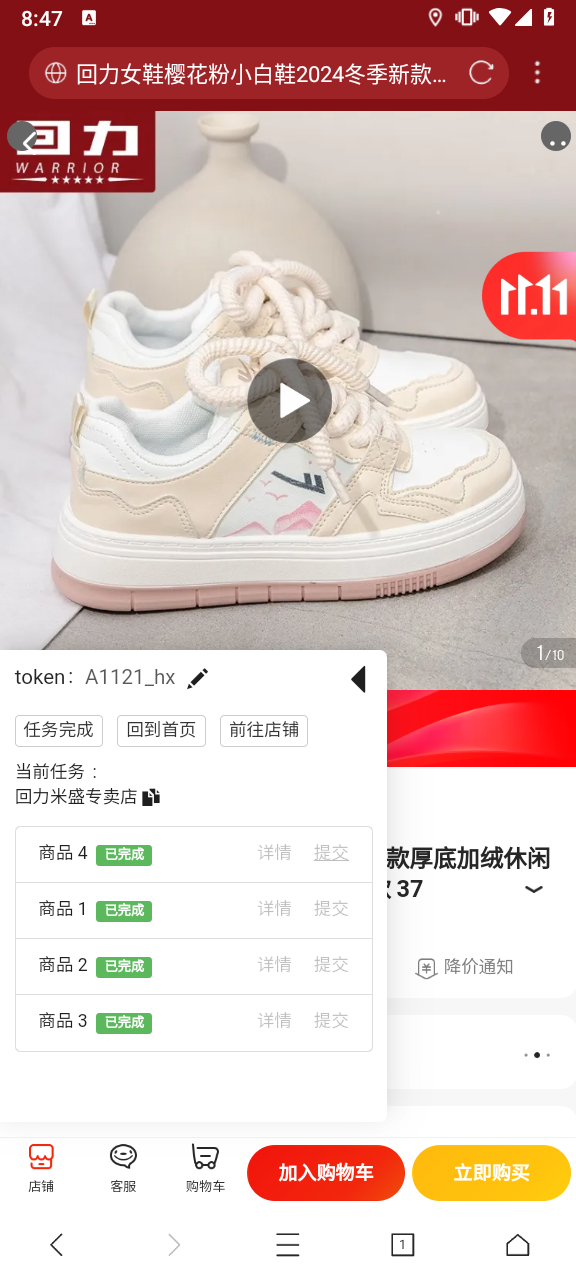 8:47
回力女鞋樱花粉小白鞋2024冬季新款...
回力
WARRIOR
11.11
1/10
token: A1121_hx
任务完成 回到首页 前往店铺
当前任务：
回力米盛专卖店
商品 4 已完成 详情 提交
商品 1 已完成 详情 提交
商品 2 已完成 详情 提交
商品 3 已完成 详情 提交
款厚底加绒休闲
37
降价通知
店铺 客服 购物车 加入购物车 立即购买
1